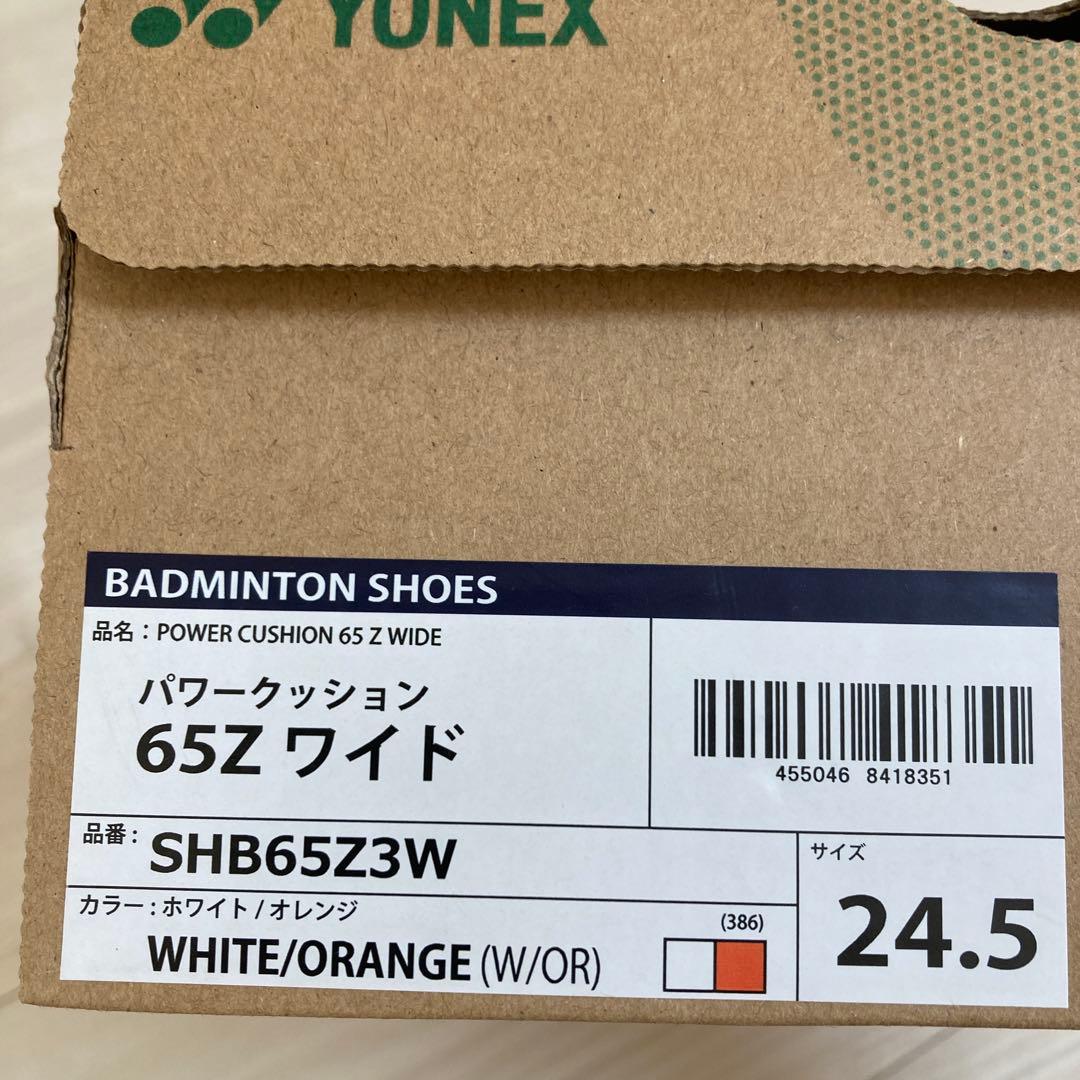 YONEX
BADMINTON SHOES
品名：POWER CUSHION 65 Z WIDE
パワークッション
65Z ワイド
455046 8418351
品番：
SHB65Z3W
サイズ
カラー：ホワイト / オレンジ
(386)
WHITE/ORANGE (W/OR)
24.5